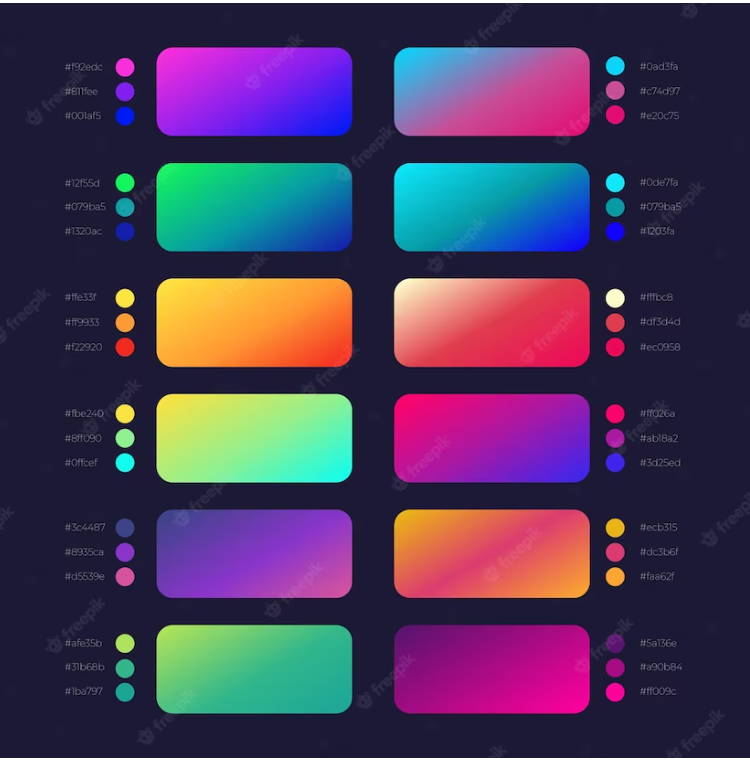 #f92edc
#811fee
#001af5
#0ad3fa
#c74d97
#e20c75
#12f55d
#079ba5
#1320ac
#0de7fa
#079ba5
#1203fa
#ffe33f
#ff9933
#f22920
#fffbc8
#df3d4d
#ec0958
#fbe240
#8ff090
#0ffcef
#ff026a
#ab18a2
#3d25ed
#3c4487
#8935ca
#d5539e
#ecb315
#dc3b6f
#faa62f
#afe35b
#31b68b
#1ba797
#5a136e
#a90b84
#ff009c
freepik